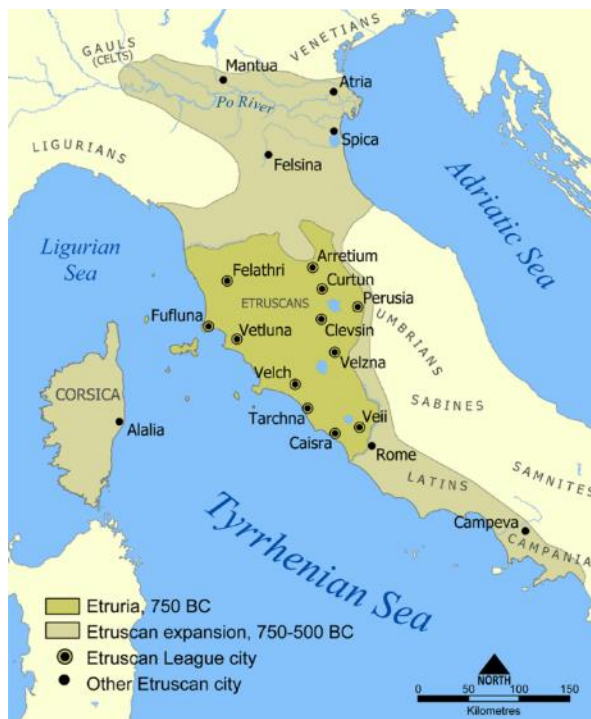 GAULS
(CELTS)
VENETIANS
Mantua
Atria
Po River
Spica
LIGURIANS
Felsina
Adriatic Sea
Ligurian
Sea
Arretium
Felathri
Curtun
ETRUSCANS
Perusia
Fufluna
Clevsin
UMBRIANS
Vetluna
Velzna
Velch
SABINES
CORSICA
Tarchna
Veii
Alalia
Caisra
Rome
LATINS
SAMNITES
Tyrrhenian Sea
Campeva
CAMPANIA
Etruria, 750 BC
Etruscan expansion, 750-500 BC
Etruscan League city
Other Etruscan city
NORTH
0 50 100 150
Kilometres